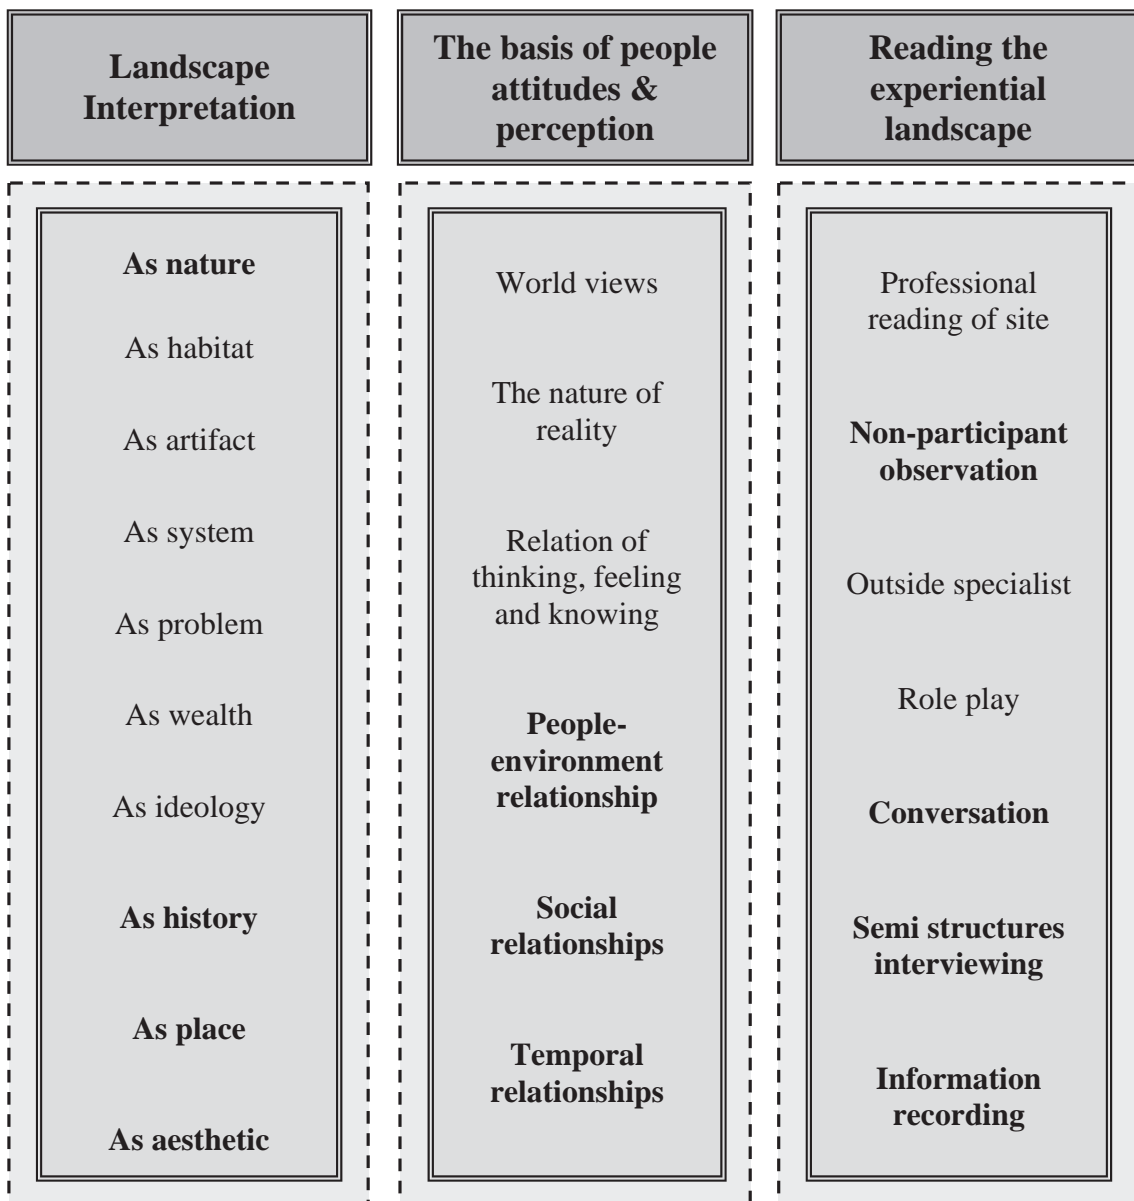 Landscape
Interpretation
As nature
As habitat
As artifact
As system
As problem
As wealth
As ideology
As history
As place
As aesthetic
The basis of people
attitudes &
perception
World views
The nature of
reality
Relation of
thinking, feeling
and knowing
People-
environment
relationship
Social
relationships
Temporal
relationships
Reading the
experiential
landscape
Professional
reading of site
Non-participant
observation
Outside specialist
Role play
Conversation
Semi structures
interviewing
Information
recording